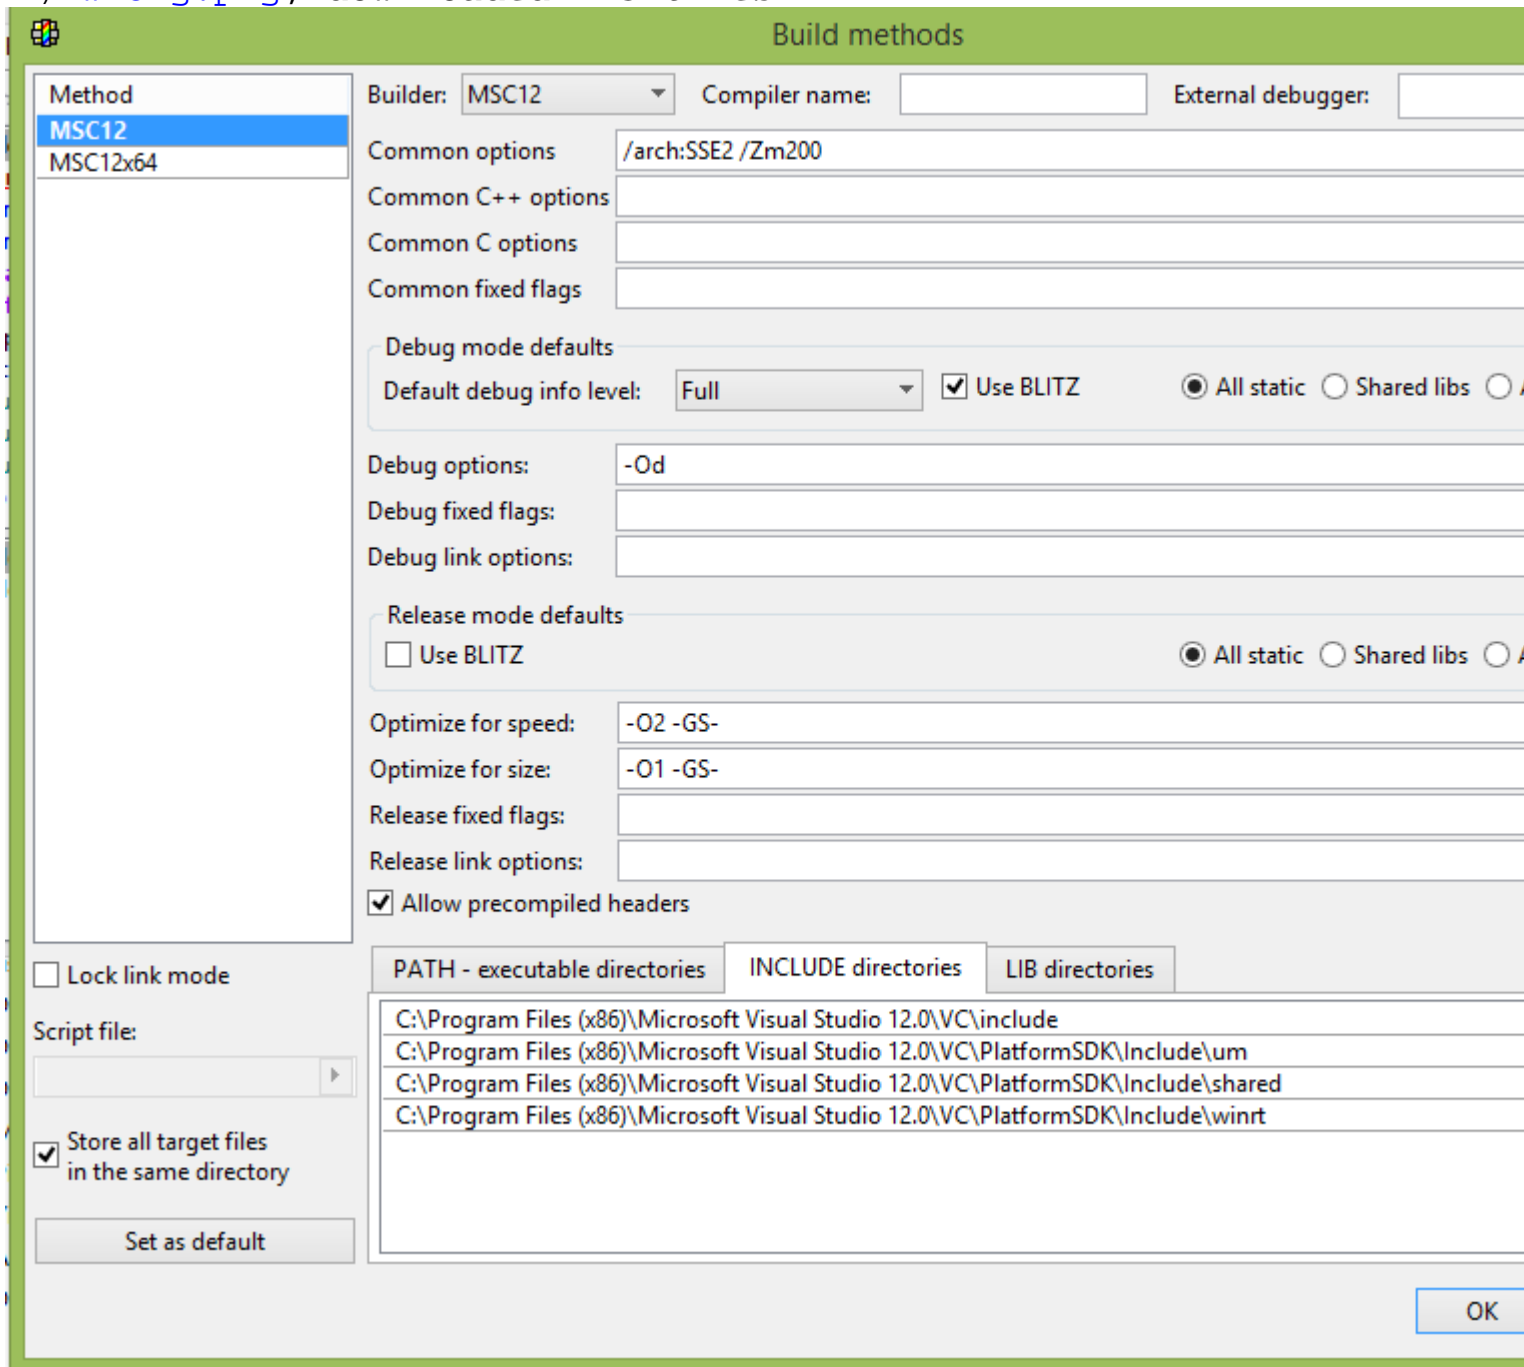 Build methods
Method
MSC12
MSC12x64
Builder: MSC12 Compiler name: External debugger:
Common options /arch:SSE2 /Zm200
Common C++ options
Common C options
Common fixed flags
Debug mode defaults
Default debug info level: Full Use BLITZ All static Shared libs
Debug options: -Od
Debug fixed flags:
Debug link options:
Release mode defaults
Use BLITZ All static Shared libs
Optimize for speed: -O2 -GS-
Optimize for size: -O1 -GS-
Release fixed flags:
Release link options:
Allow precompiled headers
Lock link mode
Script file:
Store all target files
in the same directory
Set as default
PATH - executable directories INCLUDE directories LIB directories
C:\Program Files (x86)\Microsoft Visual Studio 12.0\VC\include
C:\Program Files (x86)\Microsoft Visual Studio 12.0\VC\PlatformSDK\Include\um
C:\Program Files (x86)\Microsoft Visual Studio 12.0\VC\PlatformSDK\Include\shared
C:\Program Files (x86)\Microsoft Visual Studio 12.0\VC\PlatformSDK\Include\winrt
OK